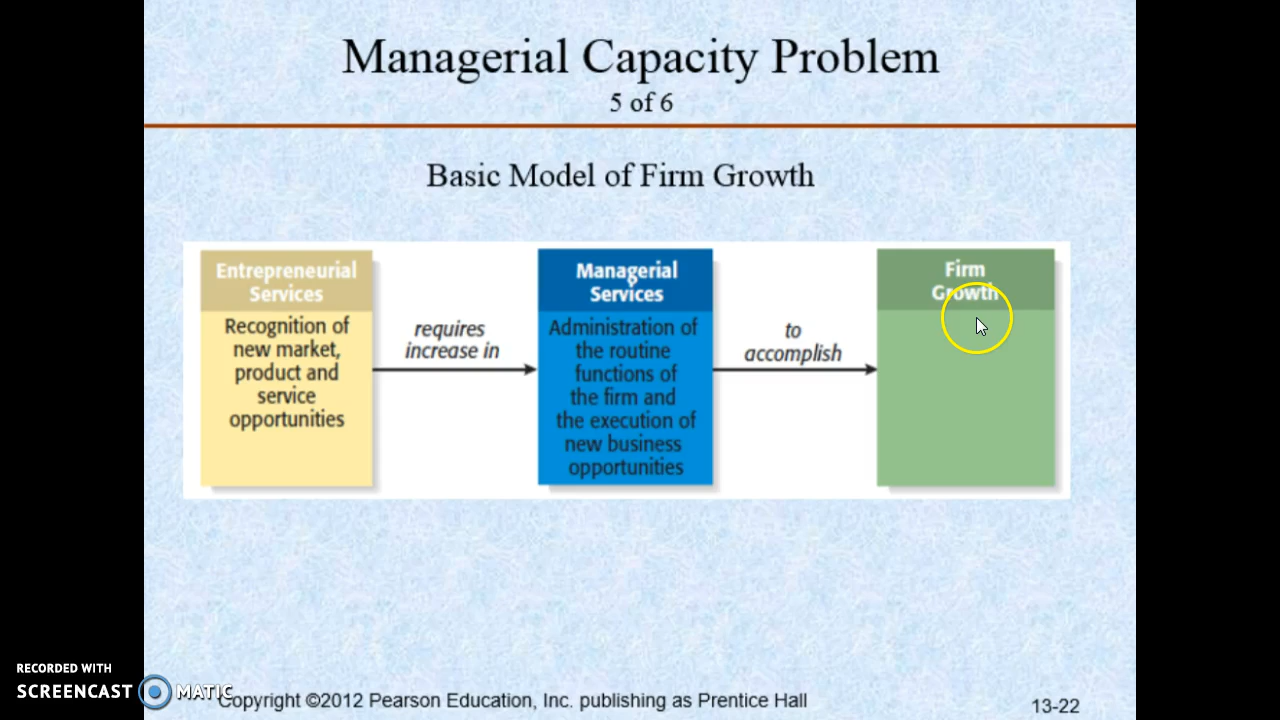 Managerial Capacity Problem
5 of 6
Basic Model of Firm Growth
Entrepreneurial
Services
Recognition of
new market,
product and
service
opportunities
requires
increase in
Managerial
Services
Administration of
the routine
functions of
the firm and
the execution of
new business
opportunities
to
accomplish
Firm
Growth
RECORDED WITH
SCREENCAST MATIC
Copyright ©2012 Pearson Education, Inc. publishing as Prentice Hall
13-22